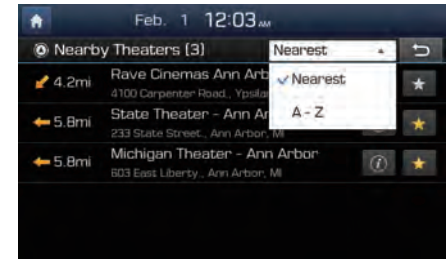 Feb. 1 12:03 AM
Nearby Theaters (3) Nearest
4.2mi Rave Cinemas Ann Arb
4100 Carpenter Road., Ypsilan
Nearest
A - Z
5.8mi State Theater - Ann Ar
233 State Street., Ann Arbor, MI
5.8mi Michigan Theater - Ann Arbor
603 East Liberty., Ann Arbor, MI